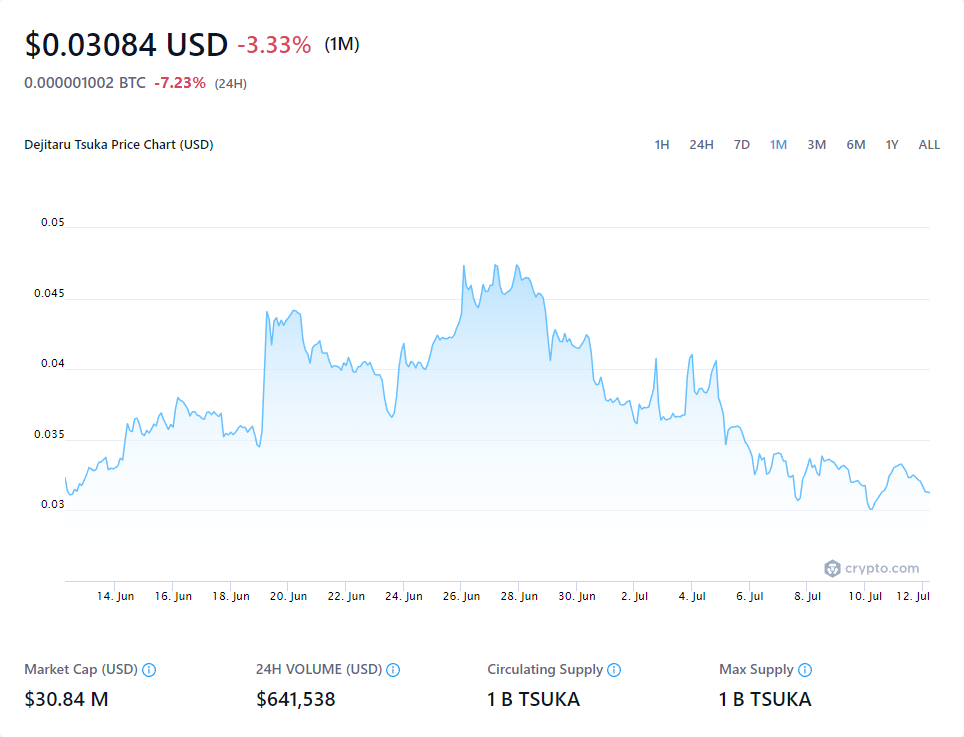 $0.03084 USD -3.33% (1M)
0.000001002 BTC -7.23% (24H)
Dejitaru Tsuka Price Chart (USD) 1H 24H 7D 1M 3M 6M 1Y ALL
0.05
0.045
0.04
0.035
0.03
crypto.com
14. Jun 16. Jun 18. Jun 20. Jun 22. Jun 24. Jun 26. Jun 28. Jun 30. Jun 2. Jul 4. Jul 6. Jul 8. Jul 10. Jul 12. Jul
Market Cap (USD) 24H VOLUME (USD) Circulating Supply Max Supply
$30.84 M $641,538 1 B TSUKA 1 B TSUKA